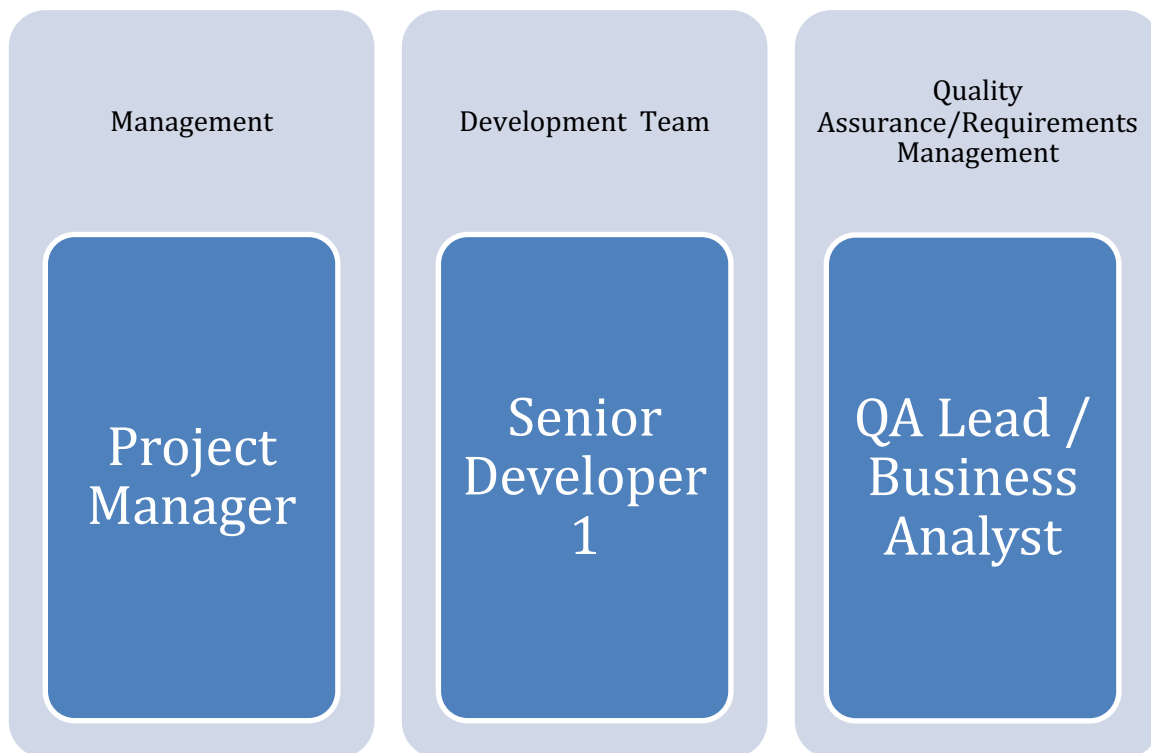 Management
Project
Manager
Development Team
Senior
Developer
1
Quality
Assurance/Requirements
Management
QA Lead /
Business
Analyst